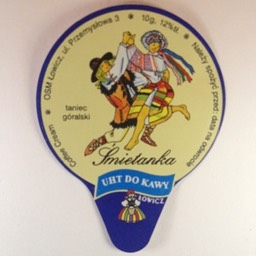 Coffee Cream ★ OSM Łowicz, ul. Przemysłowa 3 ★ 10g, 12%tł. ★ Należy spożyć przed: data na odwrocie
taniec
góralski
Śmietanka
UHT DO KAWY
ŁOWICZ